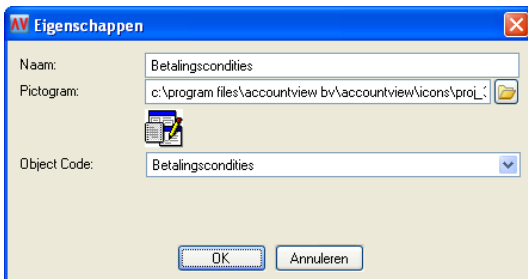 AV Eigenschappen
Naam: Betalingscondities
Pictogram: c:\program files\accountview bv\accountview\icons\proj_
Object Code: Betalingscondities
OK Annuleren